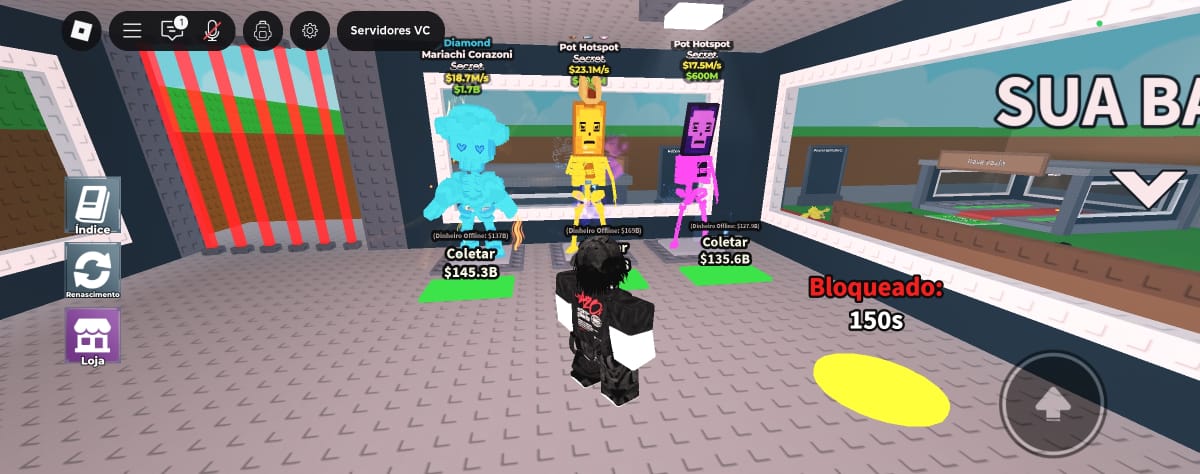 1
Servidores VC
Diamond
Mariachi Corazoni
Secret
$18.7M/s
$1.7B
Pot Hotspot
Secret
$23.1M/s
Pot Hotspot
Secret
$17.5M/s
$600M
SUA BA
Índice
Renascimento
Loja
(Dinheiro Offline: $137B)
Coletar
$145.3B
(Dinheiro Offline: $169B)
(Dinheiro Offline: $127.9B)
Coletar
$135.6B
Bloqueado:
150s